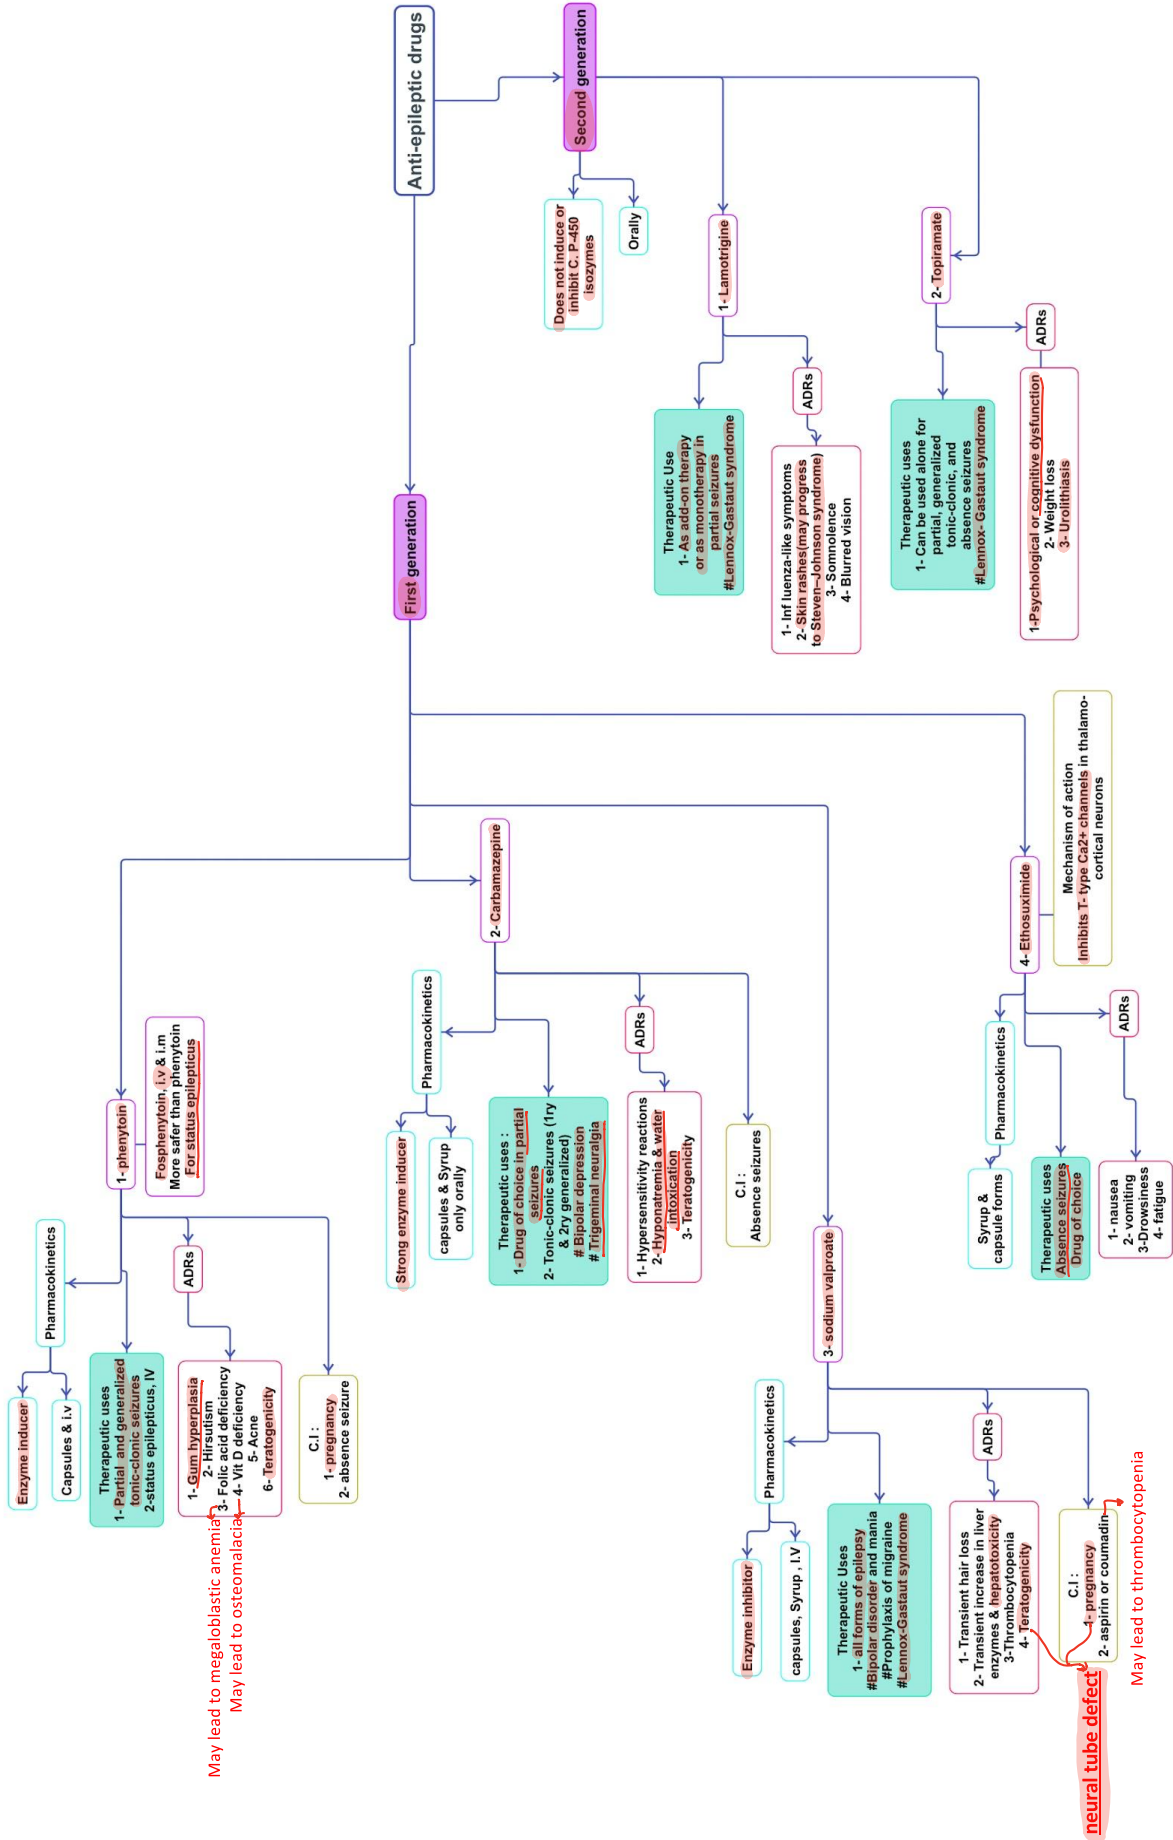 Anti-epileptic drugs
First generation
1- phenytoin
Fosphenytoin, i.v & i.m
More safer than phenytoin
For status epilepticus
Pharmacokinetics
Enzyme inducer
Capsules & i.v
Therapeutic uses
1- Partial and generalized
tonic-clonic seizures
2-status epilepticus, IV
ADRs
1- Gum hyperplasia
2- Hirsutism
3- Folic acid deficiency
4- Vit D deficiency
5- Acne
6- Teratogenicity
May lead to megaloblastic anemia
May lead to osteomalacia
C.I :
1- pregnancy
2- absence seizure
2- Carbamazepine
Pharmacokinetics
Strong enzyme inducer
capsules & Syrup
only orally
Therapeutic uses :
1- Drug of choice in partial
seizures
2- Tonic-clonic seizures (1ry
& 2ry generalized)
# Bipolar depression
# Trigeminal neuralgia
ADRs
1- Hypersensitivity reactions
2- Hyponatremia & water
intoxication
3- Teratogenicity
C.I :
Absence seizures
3- sodium valproate
Pharmacokinetics
Enzyme inhibitor
capsules, Syrup , I.V
Therapeutic Uses
1- all forms of epilepsy
#Bipolar disorder and mania
#Prophylaxis of migraine
#Lennox-Gastaut syndrome
ADRs
1- Transient hair loss
2- Transient increase in liver
enzymes & hepatotoxicity
3-Thrombocytopenia
4- Teratogenicity
C.I :
1- pregnancy
2- aspirin or coumadin
neural tube defect
May lead to thrombocytopenia
4- Ethosuximide
Mechanism of action
Inhibits T- type Ca2+ channels in thalamo-
cortical neurons
Pharmacokinetics
Syrup &
capsule forms
Therapeutic uses
Absence seizures
Drug of choice
ADRs
1- nausea
2- vomiting
3-Drowsiness
4- fatigue
Second generation
Does not induce or
inhibit C. P-450
isozymes
Orally
1- Lamotrigine
Therapeutic Use
1- As add-on therapy
or as monotherapy in
partial seizures
#Lennox-Gastaut syndrome
ADRs
1- Inf luenza-like symptoms
2- Skin rashes(may progress
to Steven–Johnson syndrome)
3- Somnolence
4- Blurred vision
2- Topiramate
Therapeutic uses
1- Can be used alone for
partial, generalized
tonic-clonic, and
absence seizures
#Lennox- Gastaut syndrome
ADRs
1-Psychological or cognitive dysfunction
2- Weight loss
3- Urolithiasis